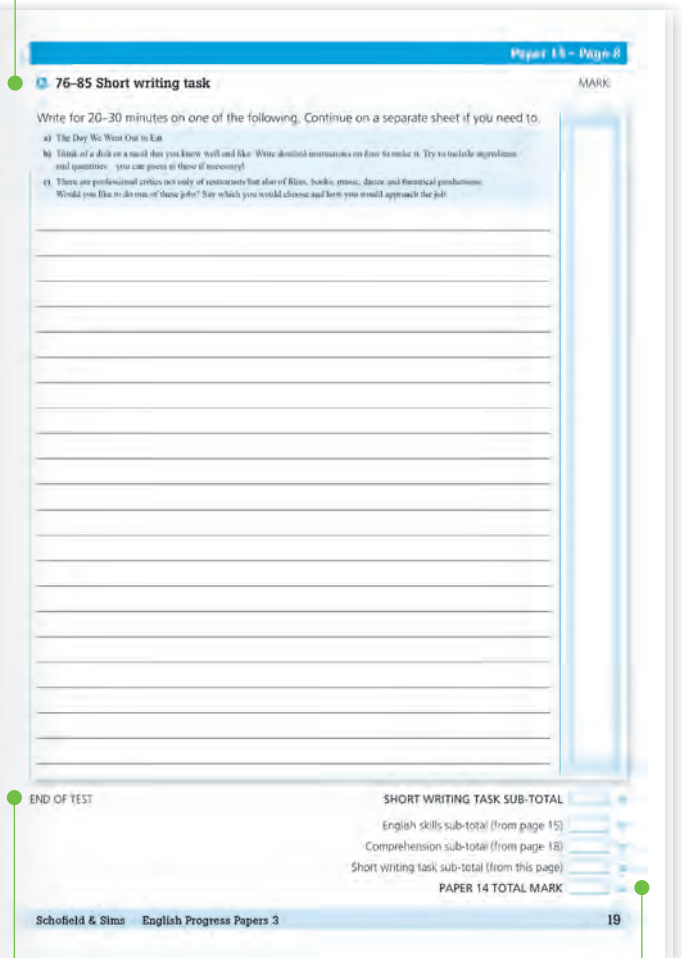 Page 8
76–85 Short writing task
MARK
Write for 20–30 minutes on one of the following. Continue on a separate sheet if you need to.
a) The Day We Went Out to Eat
b) Think of a dish or a meal that you know well and like. Write detailed instructions on how to make it. Try to include ingredients
and quantities you can guess at these if necessary!
c) There are professional critics not only of restaurants but also of films, books, music, dance and theatrical productions.
Would you like to do one of these jobs? Say which you would choose and how you would approach the job.
END OF TEST
SHORT WRITING TASK SUB-TOTAL
English skills sub-total (from page 15)
Comprehension sub-total (from page 18)
Short writing task sub-total (from this page)
PAPER 14 TOTAL MARK
Schofield & Sims English Progress Papers 3
19